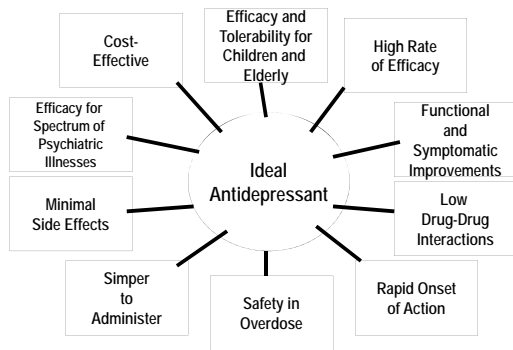 Efficacy and
Tolerability for
Children and
Elderly
Cost-
Effective
High Rate
of Efficacy
Efficacy for
Spectrum of
Psychiatric
Illnesses
Functional
and
Symptomatic
Improvements
Ideal
Antidepressant
Minimal
Side Effects
Low
Drug-Drug
Interactions
Simper
to
Administer
Safety in
Overdose
Rapid Onset
of Action